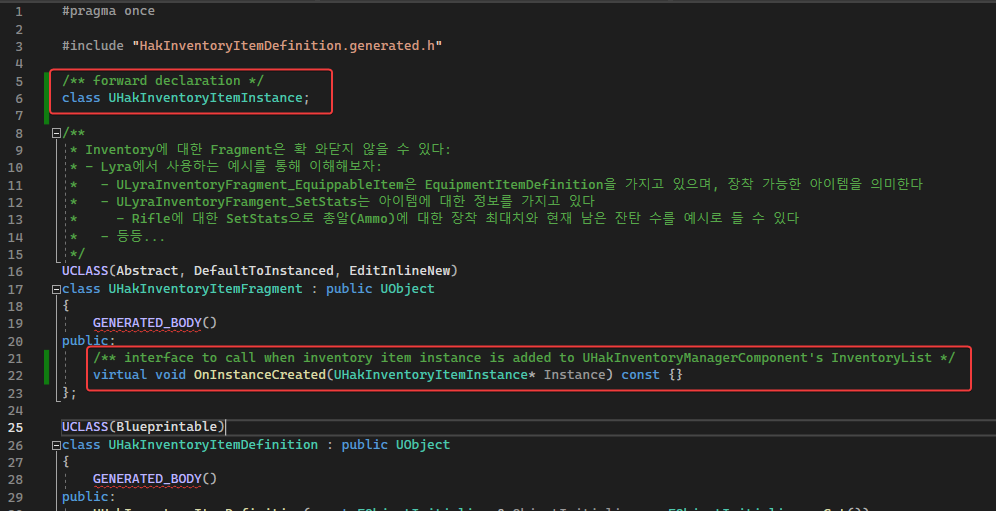 1 #pragma once
2
3 #include "HakInventoryItemDefinition.generated.h"
4
5 /** forward declaration */
6 class UHakInventoryItemInstance;
7
8 /**
9 * Inventory에 대한 Fragment은 확 와닫지 않을 수 있다:
10 * - Lyra에서 사용하는 예시를 통해 이해해보자:
11 *   - ULyraInventoryFragment_EquippableItem은 EquipmentItemDefinition을 가지고 있으며, 장착 가능한 아이템을 의미한다
12 *   - ULyraInventoryFramgent_SetStats는 아이템에 대한 정보를 가지고 있다
13 *     - Rifle에 대한 SetStats으로 총알(Ammo)에 대한 장착 최대치와 현재 남은 잔탄 수를 예시로 들 수 있다
14 *   - 등등...
15 */
16 UCLASS(Abstract, DefaultToInstanced, EditInlineNew)
17 class UHakInventoryItemFragment : public UObject
18 {
19 GENERATED_BODY()
20 public:
21 /** interface to call when inventory item instance is added to UHakInventoryManagerComponent's InventoryList */
22 virtual void OnInstanceCreated(UHakInventoryItemInstance* Instance) const {}
23 };
24
25 UCLASS(Blueprintable)
26 class UHakInventoryItemDefinition : public UObject
27 {
28 GENERATED_BODY()
29 public: